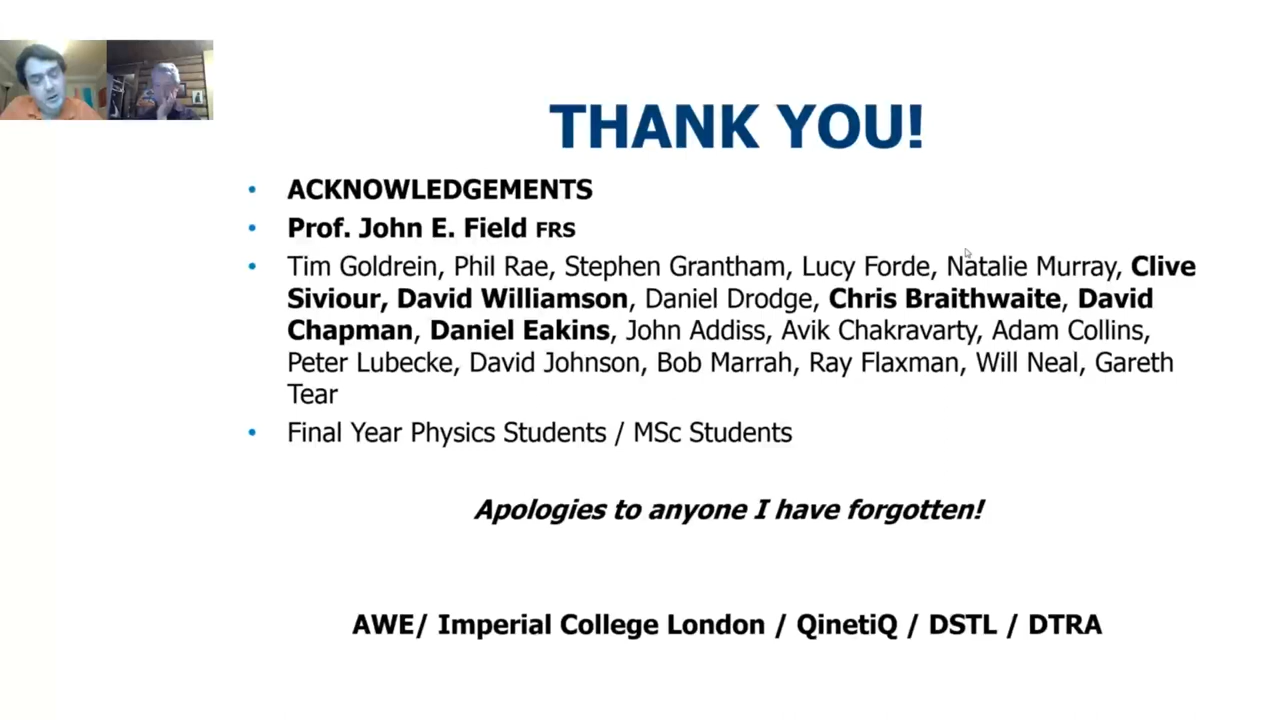 THANK YOU!
• ACKNOWLEDGEMENTS
• Prof. John E. Field FRS
• Tim Goldrein, Phil Rae, Stephen Grantham, Lucy Forde, Natalie Murray, Clive
Siviour, David Williamson, Daniel Drodge, Chris Braithwaite, David
Chapman, Daniel Eakins, John Addiss, Avik Chakravarty, Adam Collins,
Peter Lubecke, David Johnson, Bob Marrah, Ray Flaxman, Will Neal, Gareth
Tear
• Final Year Physics Students / MSc Students
Apologies to anyone I have forgotten!
AWE/ Imperial College London / QinetiQ / DSTL / DTRA